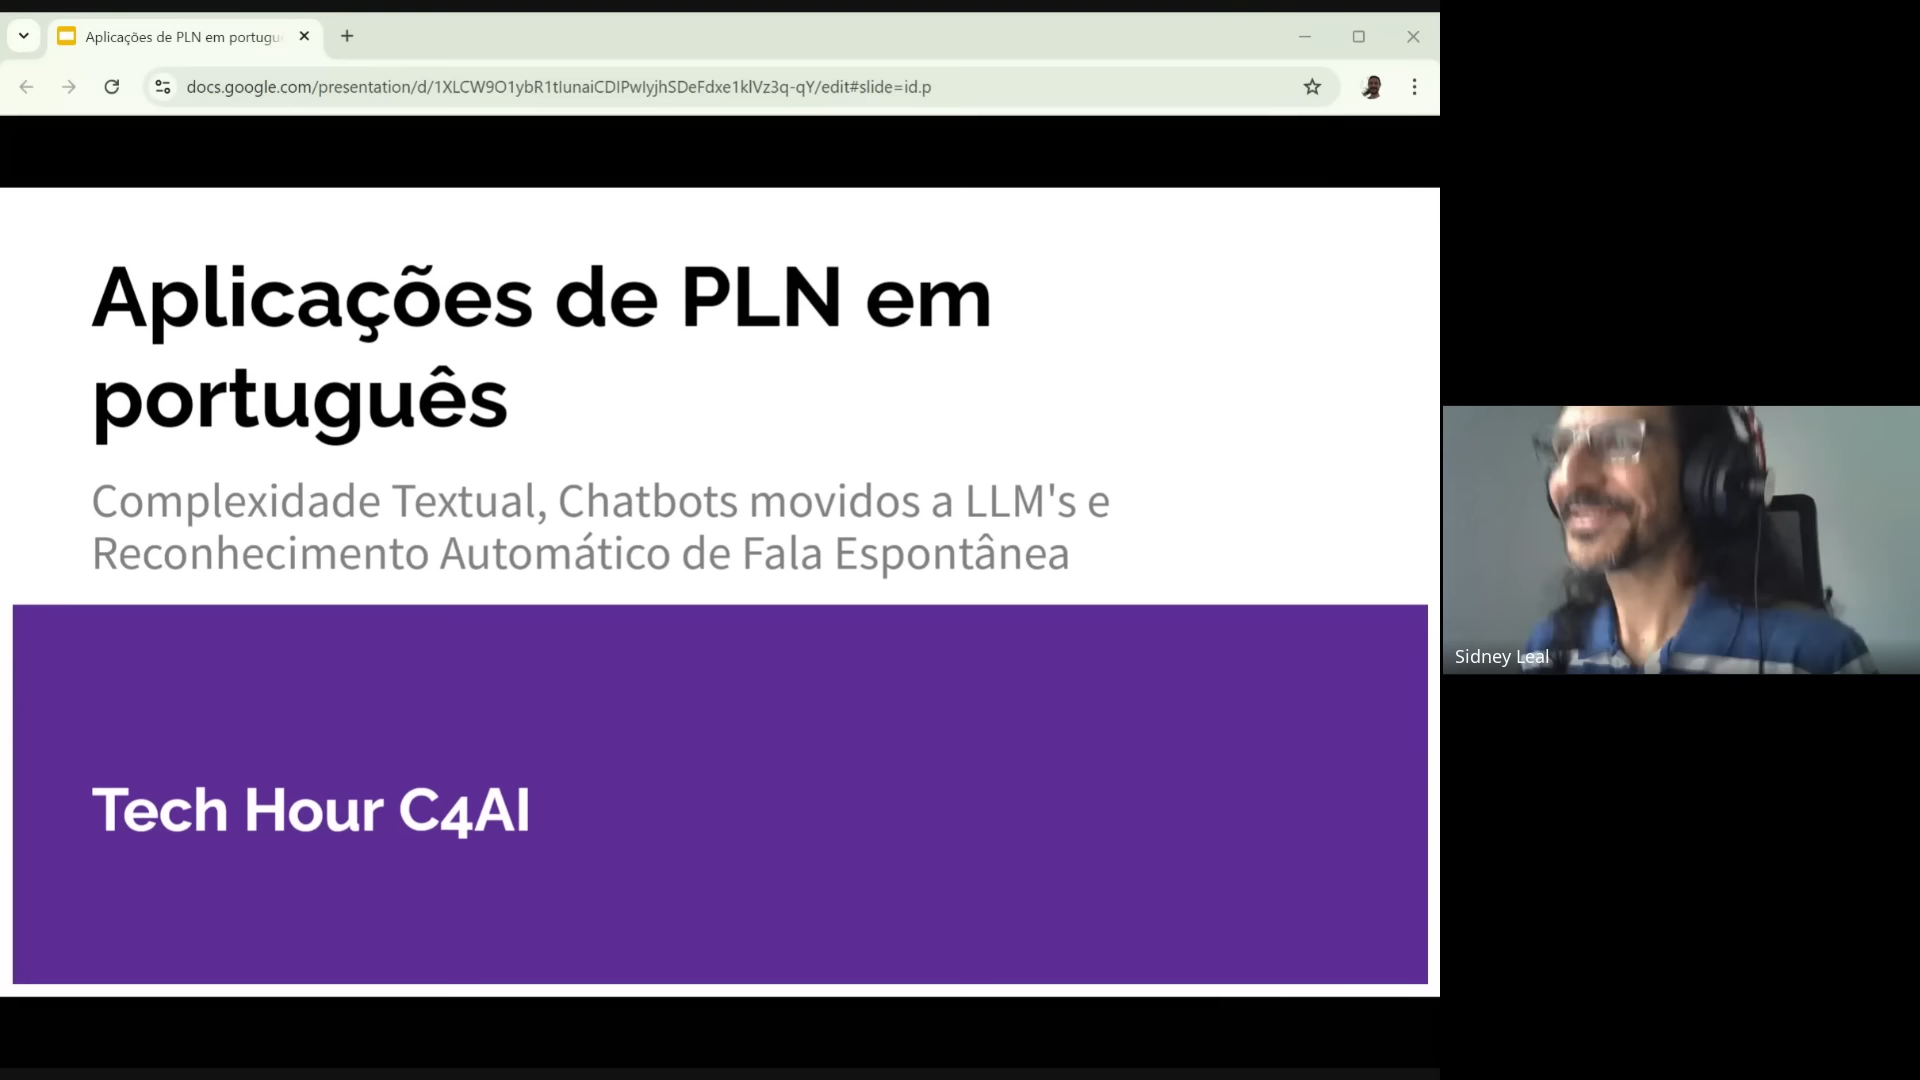 Aplicações de PLN em portugu
docs.google.com/presentation/d/1XLCW9O1ybR1tIunaiCDIPwIyjhSDeFdxe1klVz3q-qY/edit#slide=id.p
Aplicações de PLN em
português
Complexidade Textual, Chatbots movidos a LLM's e
Reconhecimento Automático de Fala Espontânea
Tech Hour C4AI
Sidney Leal